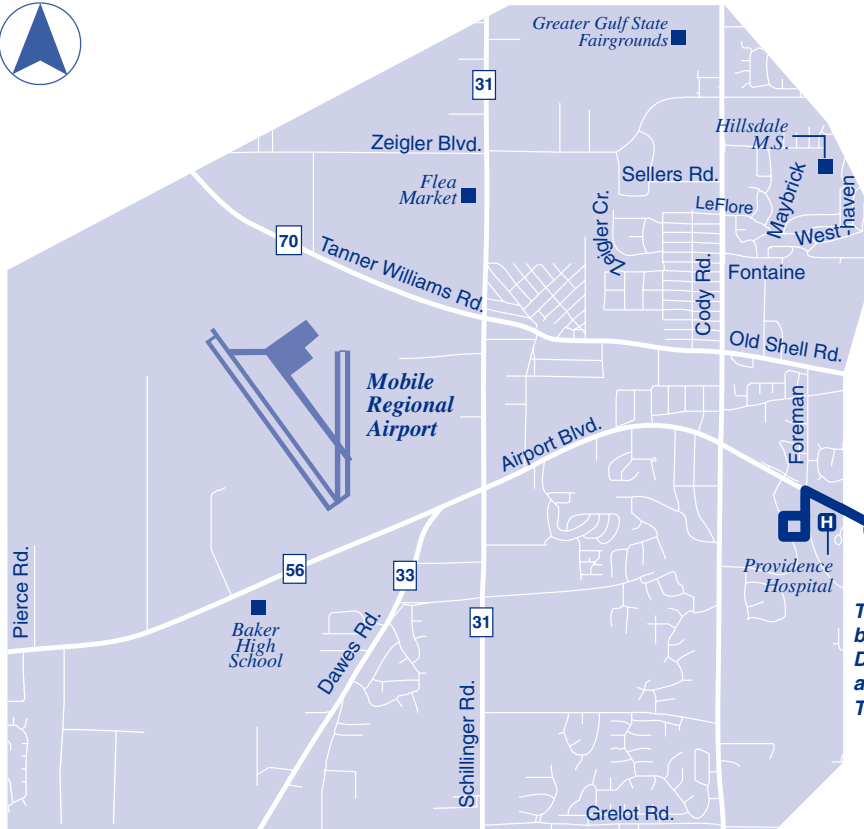 Greater Gulf State
Fairgrounds
31
Hillsdale
M.S.
Zeigler Blvd.
Sellers Rd.
Flea
Market
LeFlore
Maybrick
West-haven
Zeigler Cr.
70
Tanner Williams Rd.
Fontaine
Cody Rd.
Old Shell Rd.
Mobile
Regional
Airport
Airport Blvd.
Foreman
H
Providence
Hospital
56
33
Pierce Rd.
Baker
High
School
31
Dawes Rd.
Schillinger Rd.
T
b
D
a
T
Grelot Rd.